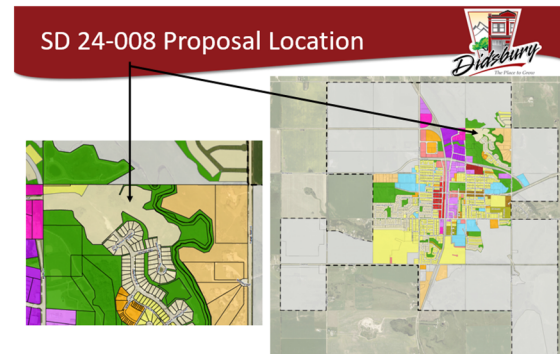 SD 24-008 Proposal Location
Didsbury
The Place to Grow